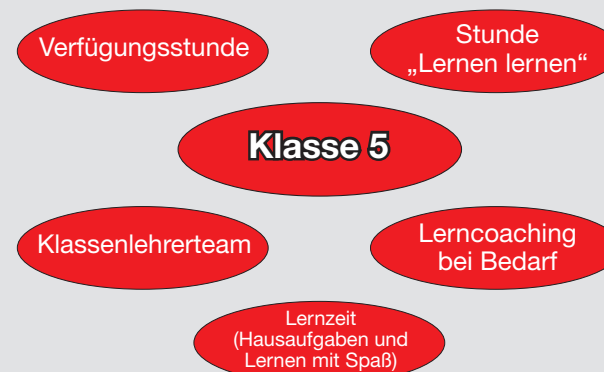 Verfügungsstunde
Stunde
„Lernen lernen“
Klasse 5
Klassenlehrerteam
Lerncoaching
bei Bedarf
Lernzeit
(Hausaufgaben und
Lernen mit Spaß)